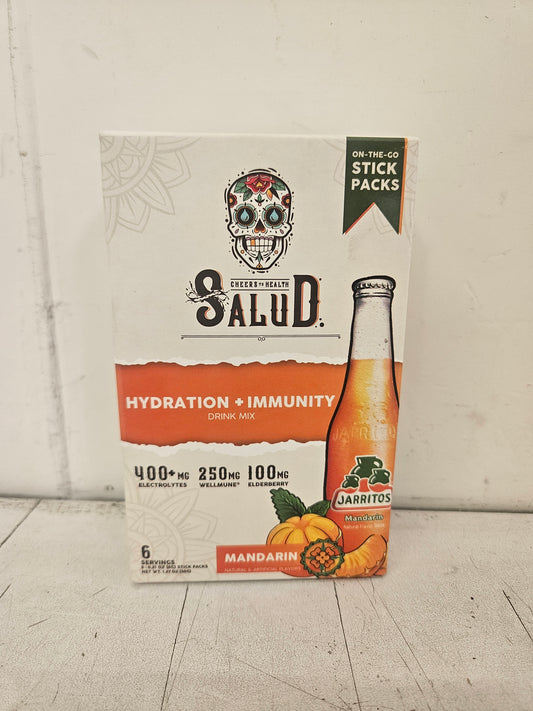 ON-THE-GO
STICK
PACKS
CHEERS TO HEALTH
SALUD.
HYDRATION + IMMUNITY
DRINK MIX
400+ MG 250MG 100MG
ELECTROLYTES WELLMUNE® ELDERBERRY
JARRITOS
JARRITOS
Mandarin
6
SERVINGS
MANDARIN
NATURAL & ARTIFICIAL FLAVORS